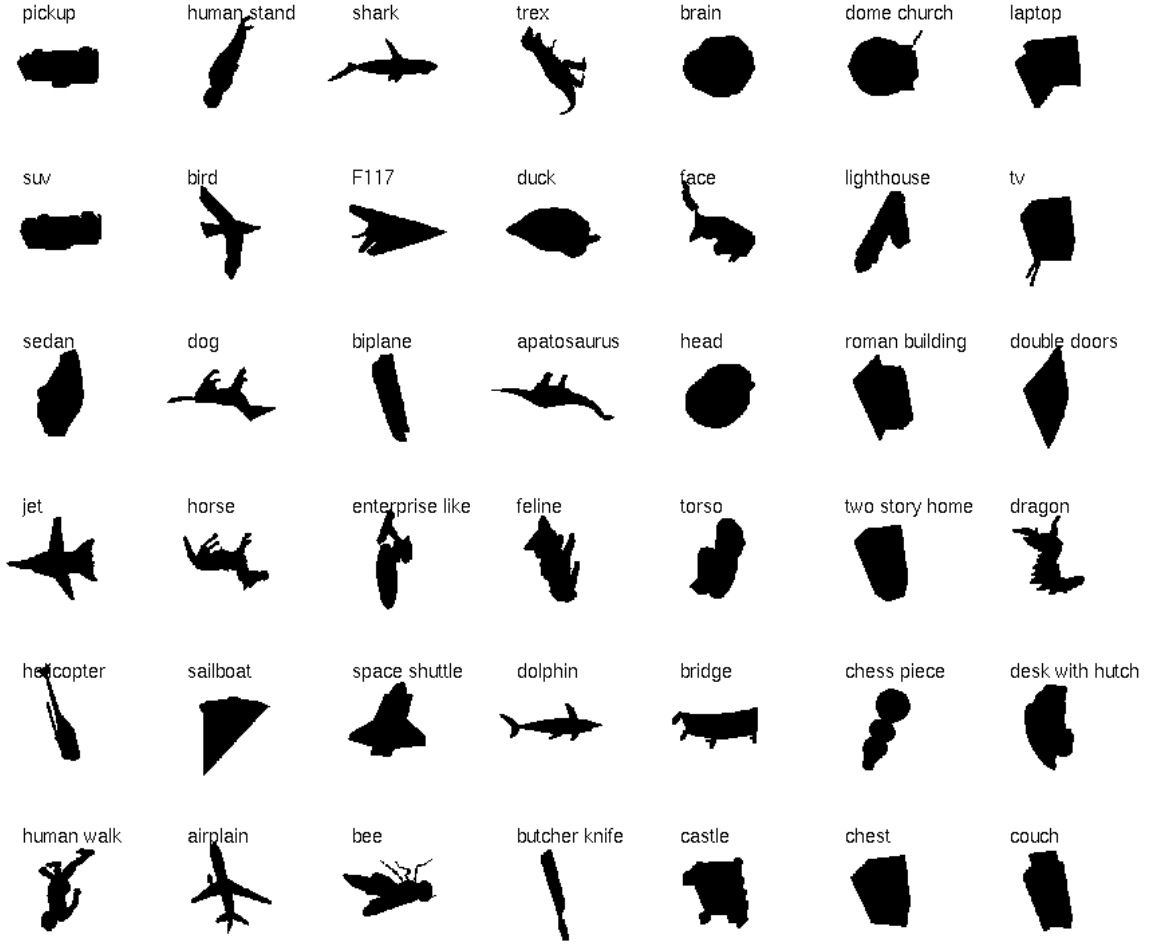 pickup human stand shark trex brain dome church laptop
suv bird F117 duck face lighthouse tv
sedan dog biplane apatosaurus head roman building double doors
jet horse enterprise like feline torso two story home dragon
helicopter sailboat space shuttle dolphin bridge chess piece desk with hutch
human walk airplain bee butcher knife castle chest couch